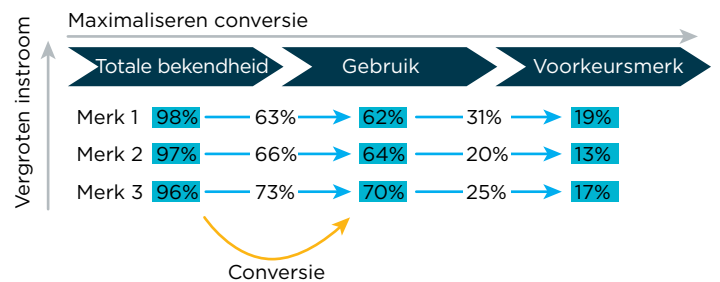 Maximaliseren conversie
Vergroten instroom
Totale bekendheid Gebruik Voorkeursmerk
Merk 1 98% 63% 62% 31% 19%
Merk 2 97% 66% 64% 20% 13%
Merk 3 96% 73% 70% 25% 17%
Conversie